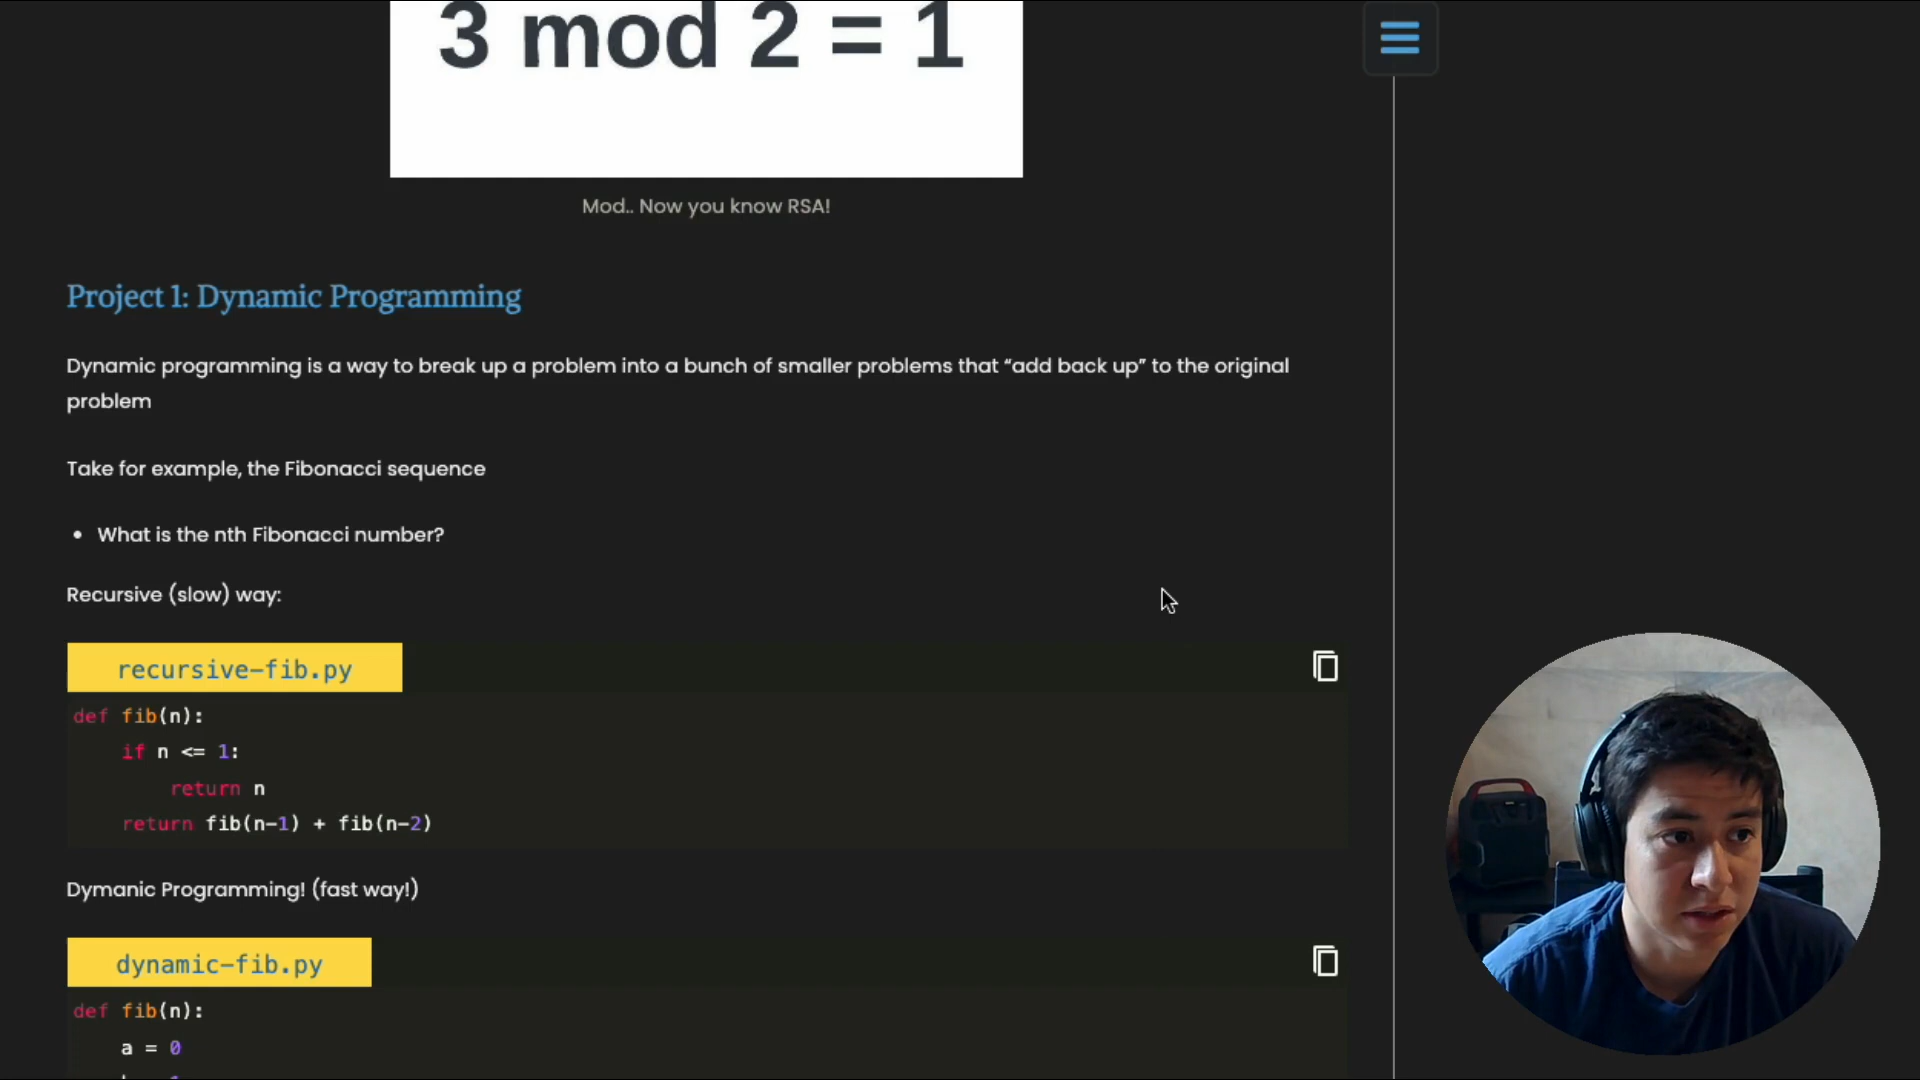 3 mod 2 = 1
Mod.. Now you know RSA!
Project 1: Dynamic Programming
Dynamic programming is a way to break up a problem into a bunch of smaller problems that “add back up” to the original
problem
Take for example, the Fibonacci sequence
• What is the nth Fibonacci number?
Recursive (slow) way:
recursive-fib.py
def fib(n):
    if n <= 1:
        return n
    return fib(n-1) + fib(n-2)
Dymanic Programming! (fast way!)
dynamic-fib.py
def fib(n):
    a = 0